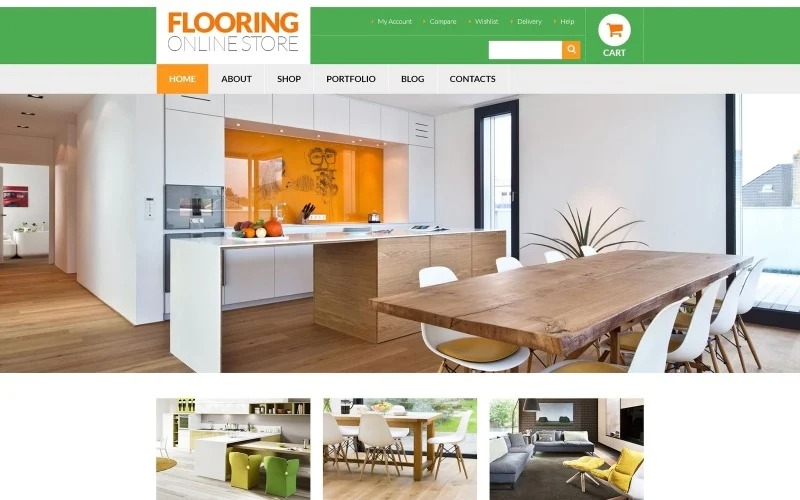 FLOORING
ONLINE STORE
My Account Compare Wishlist Delivery Help
CART
HOME ABOUT SHOP PORTFOLIO BLOG CONTACTS